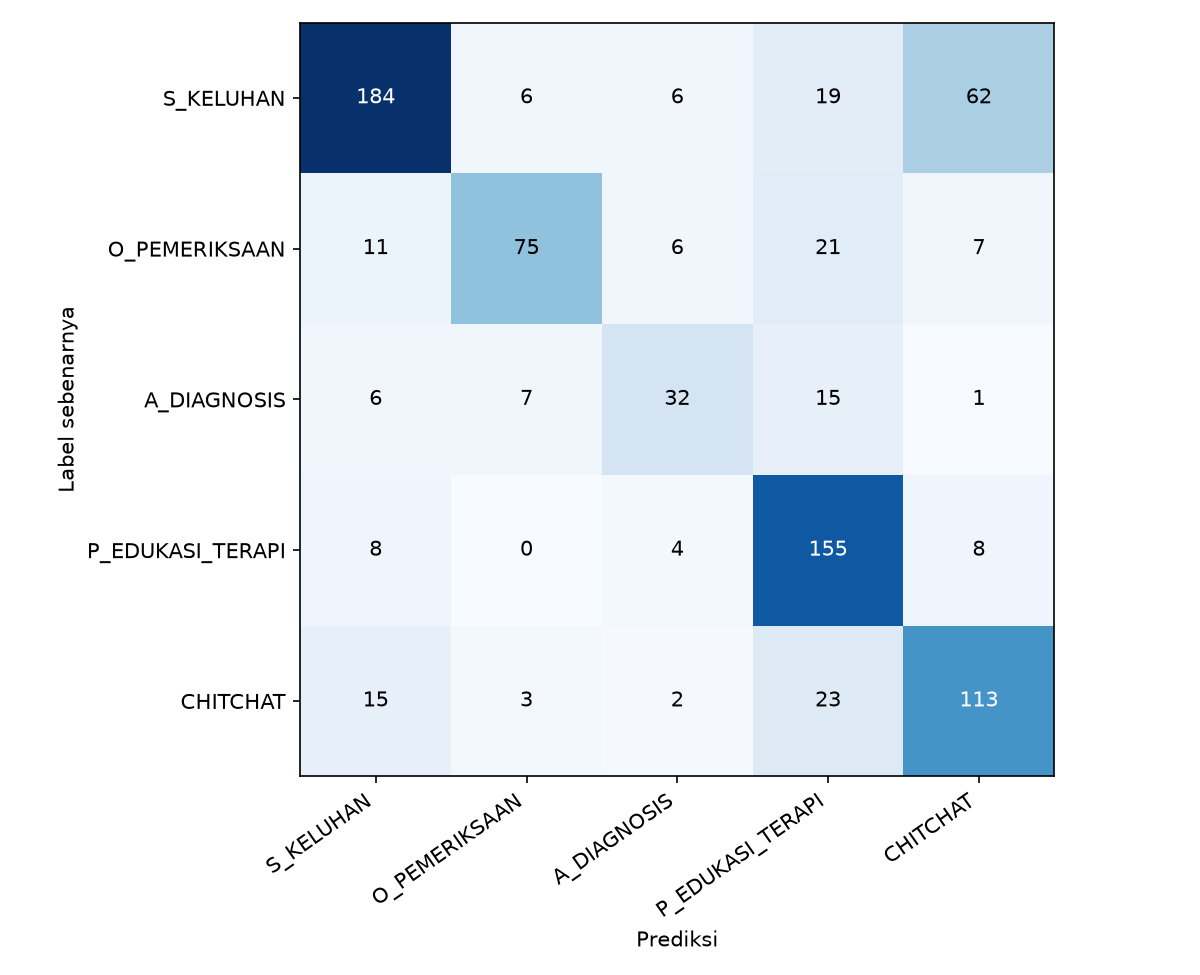 S_KELUHAN 184 6 6 19 62
O_PEMERIKSAAN 11 75 6 21 7
A_DIAGNOSIS 6 7 32 15 1
P_EDUKASI_TERAPI 8 0 4 155 8
CHITCHAT 15 3 2 23 113
Label sebenarnya
S_KELUHAN
O_PEMERIKSAAN
A_DIAGNOSIS
P_EDUKASI_TERAPI
CHITCHAT
Prediksi